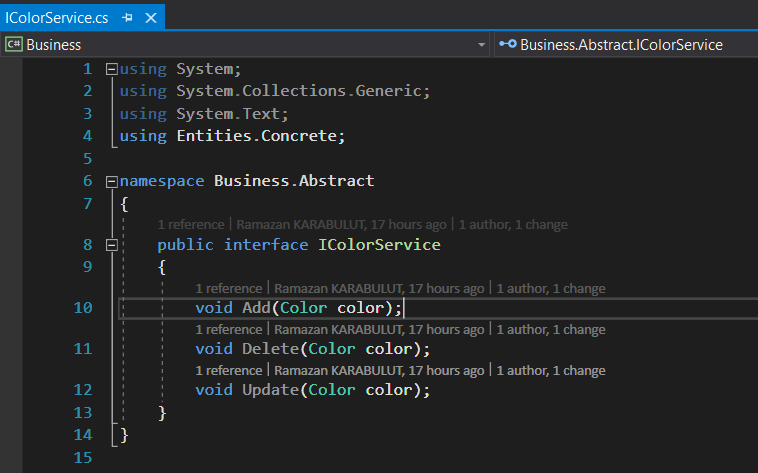 IColorService.cs
C# Business Business.Abstract.IColorService
1 using System;
2 using System.Collections.Generic;
3 using System.Text;
4 using Entities.Concrete;
5
6 namespace Business.Abstract
7 {
1 reference | Ramazan KARABULUT, 17 hours ago | 1 author, 1 change
8 public interface IColorService
9 {
1 reference | Ramazan KARABULUT, 17 hours ago | 1 author, 1 change
10 void Add(Color color);
1 reference | Ramazan KARABULUT, 17 hours ago | 1 author, 1 change
11 void Delete(Color color);
1 reference | Ramazan KARABULUT, 17 hours ago | 1 author, 1 change
12 void Update(Color color);
13 }
14 }
15